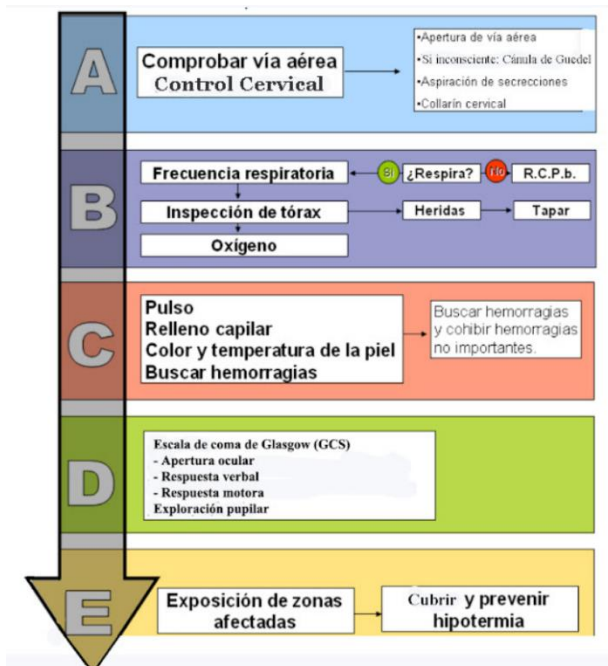 A
Comprobar vía aérea
Control Cervical
•Apertura de vía aérea
•Si inconsciente: Cánula de Guedel
•Aspiración de secrecciones
•Collarín cervical
B
Frecuencia respiratoria
Si
¿Respira?
No
R.C.P.b.
Inspección de tórax
Heridas
Tapar
Oxígeno
C
Pulso
Relleno capilar
Color y temperatura de la piel
Buscar hemorragias
Buscar hemorragias
y cohibir hemorragias
no importantes.
D
Escala de coma de Glasgow (GCS)
- Apertura ocular
- Respuesta verbal
- Respuesta motora
Exploración pupilar
E
Exposición de zonas
afectadas
Cubrir y prevenir
hipotermia